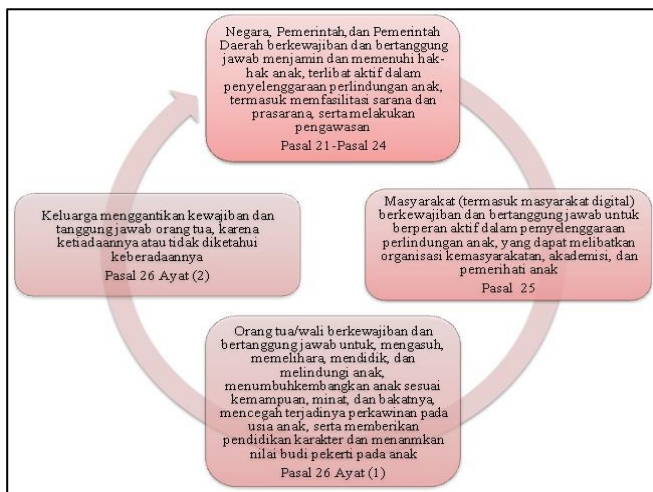 Negara, Pemerintah, dan Pemerintah
Daerah berkewajiban dan bertanggung
jawab menjamin dan memenuhi hak-
hak anak, terlibat aktif dalam
penyelenggaraan perlindungan anak,
termasuk memfasilitasi sarana dan
prasarana, serta melakukan
pengawasan
Pasal 21-Pasal 24
Masyarakat (termasuk masyarakat digital)
berkewajiban dan bertanggung jawab untuk
berperan aktif dalam pemyelenggaraan
perlindungan anak, yang dapat melibatkan
organisasi kemasyarakatan, akademisi, dan
pemerihati anak
Pasal 25
Orang tua/wali berkewajiban dan
bertanggung jawab untuk, mengasuh,
memelihara, mendidik, dan
melindungi anak,
menumbuhkembangkan anak sesuai
kemampuan, minat, dan bakatnya,
mencegah terjadinya perkawinan pada
usia anak, serta memberikan
pendidikan karakter dan menanmkan
nilai budi pekerti pada anak
Pasal 26 Ayat (1)
Keluarga menggantikan kewajiban dan
tanggung jawab orang tua, karena
ketiadaannya atau tidak diketahui
keberadaannya
Pasal 26 Ayat (2)